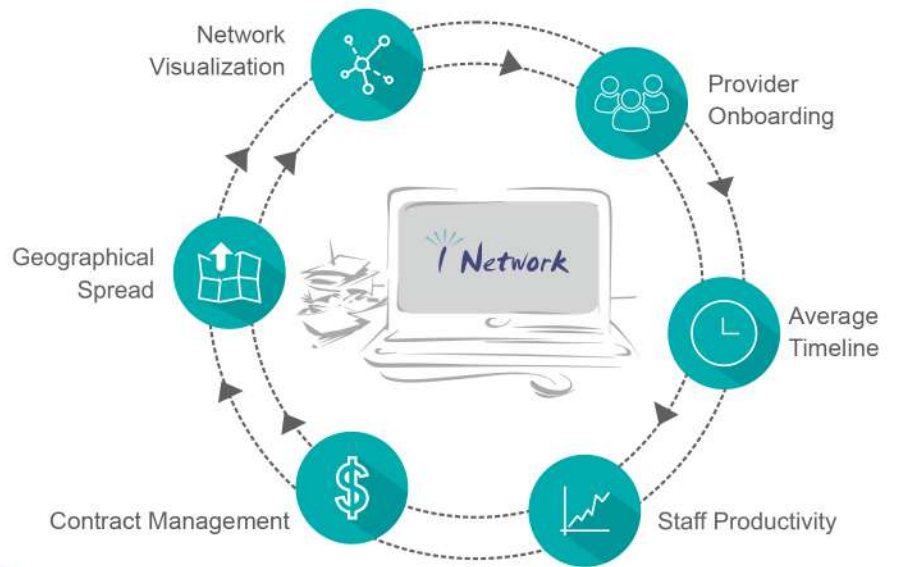 Network
Visualization
Provider
Onboarding
Geographical
Spread
i Network
Average
Timeline
Contract Management
Staff Productivity